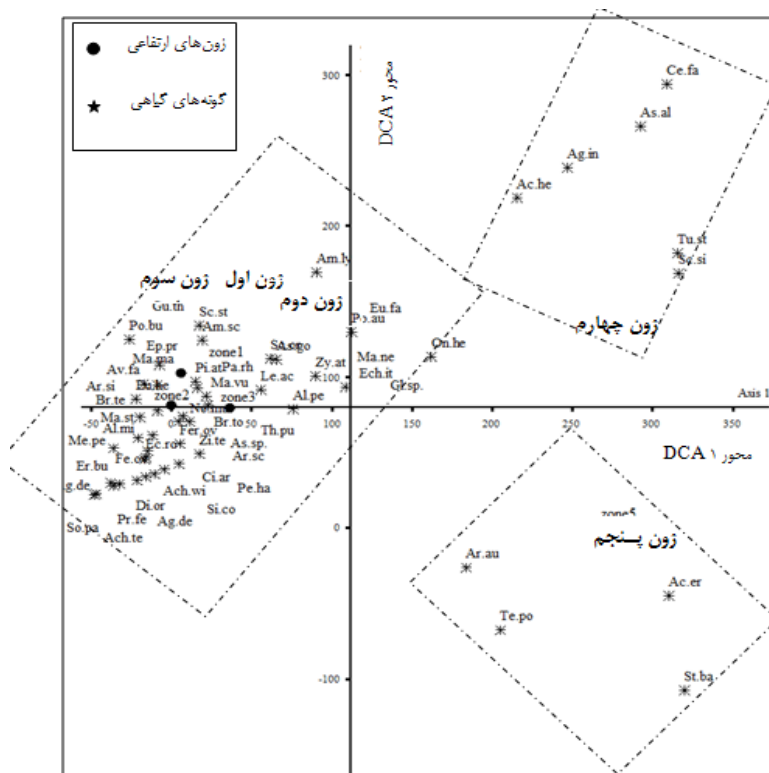 زون‌های ارتفاعی
گونه‌های گیاهی
محور ۲ DCA
300
Ce.fa
As.al
Ag.in
Ac.he
200
Tu.st
Sc.si
Am.ly
زون سوم
زون اول
زون دوم
زون چهارم
Gu.th
Sc.st
Eu.fa
Po.bu
Am.sc
Po.au
Ep.pr
zone1
On.he
Ma.ma
Pi.at
Pa.rh
Zy.at
Ma.ne
Av.fa
100
Ech.it
Ar.si
Ma.vu
Le.ac
Gl.sp.
Br.te
zone2
zone3
Al.pe
Axis 1
-50
0
50
150
200
250
300
350
Ma.st
Br.to
Th.pu
Al.mi
Fer.ov
Me.pe
Ec.ro
Zi.te
As.sp.
محور ۱ DCA
Er.bu
Ar.sc
g.de
Ci.ar
Ach.wi
Pe.ha
Di.or
Si.co
So.pa
Pr.fe
Ag.de
Ach.te
zone5
0
زون پنجم
Ar.au
Ac.er
Te.po
-100
St.ba